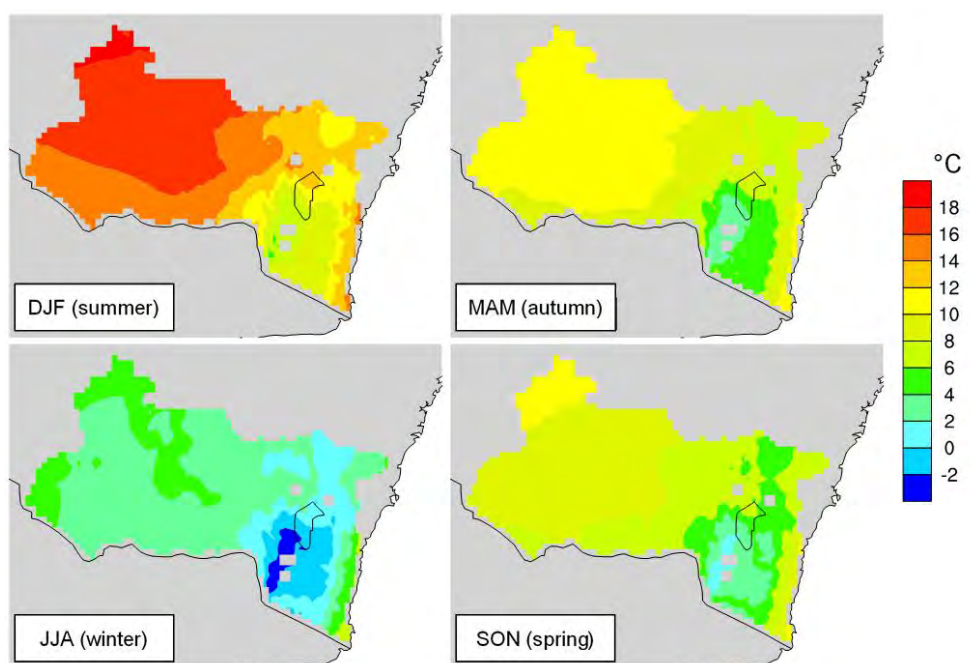 DJF (summer)
MAM (autumn)
JJA (winter)
SON (spring)
°C
18
16
14
12
10
8
6
4
2
0
-2